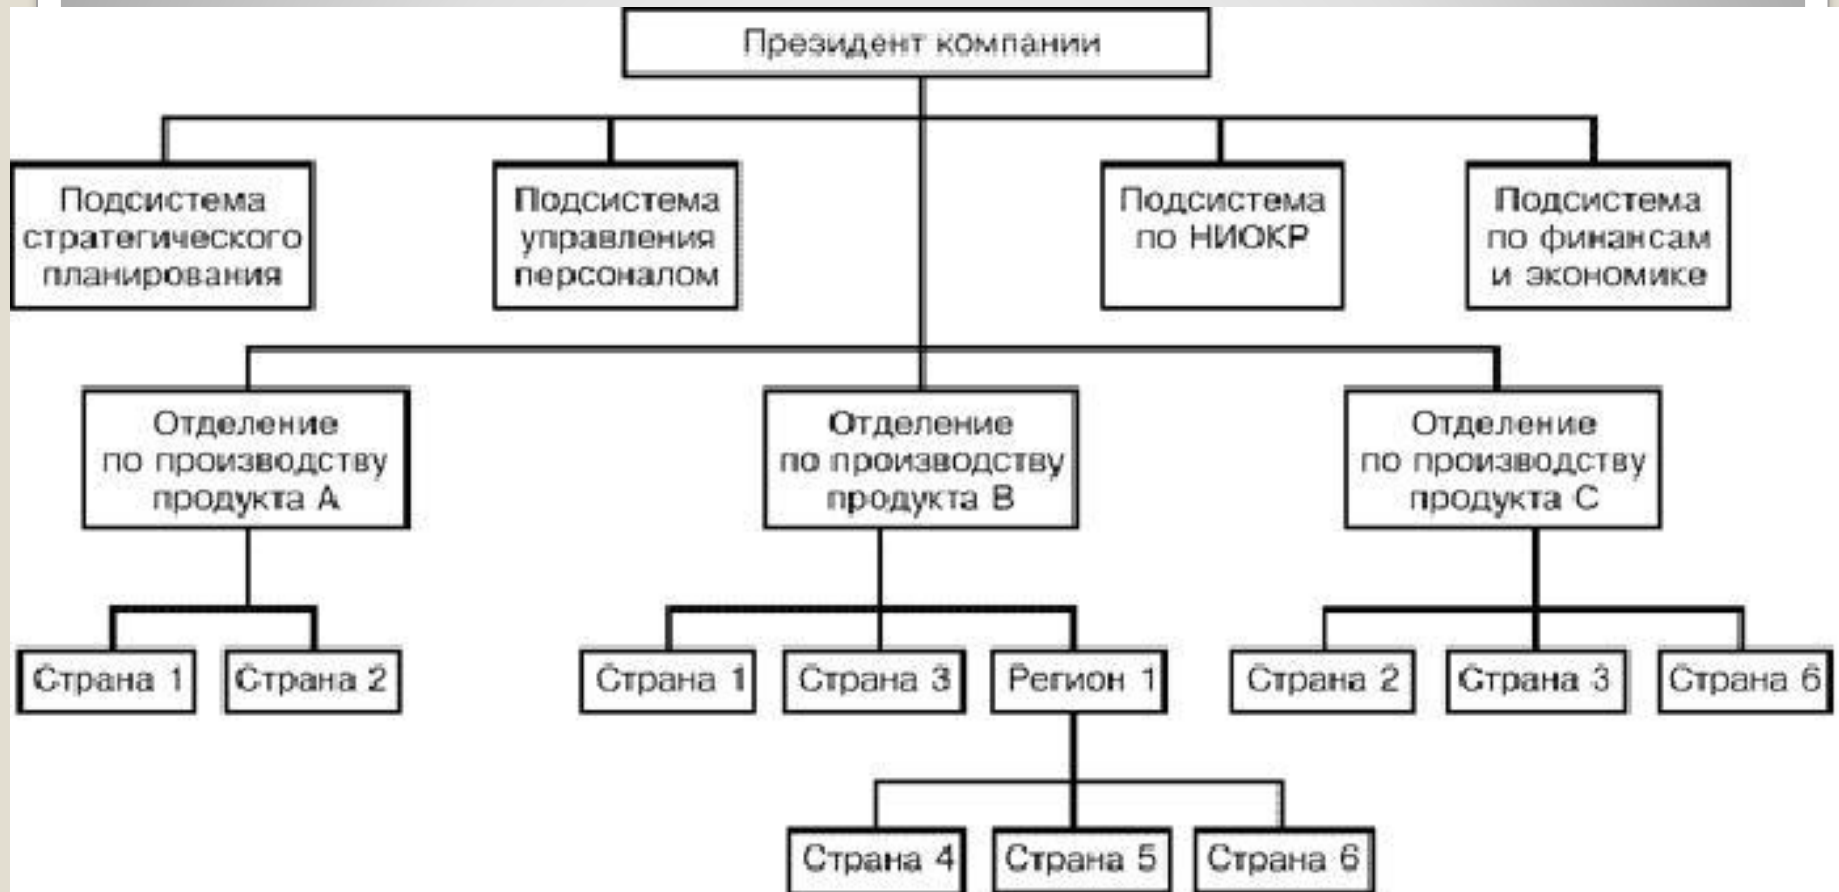 Президент компании
Подсистема
стратегического
планирования
Подсистема
управления
персоналом
Подсистема
по НИОКР
Подсистема
по финансам
и экономике
Отделение
по производству
продукта А
Отделение
по производству
продукта В
Отделение
по производству
продукта С
Страна 1
Страна 2
Страна 1
Страна 3
Регион 1
Страна 2
Страна 3
Страна 6
Страна 4
Страна 5
Страна 6